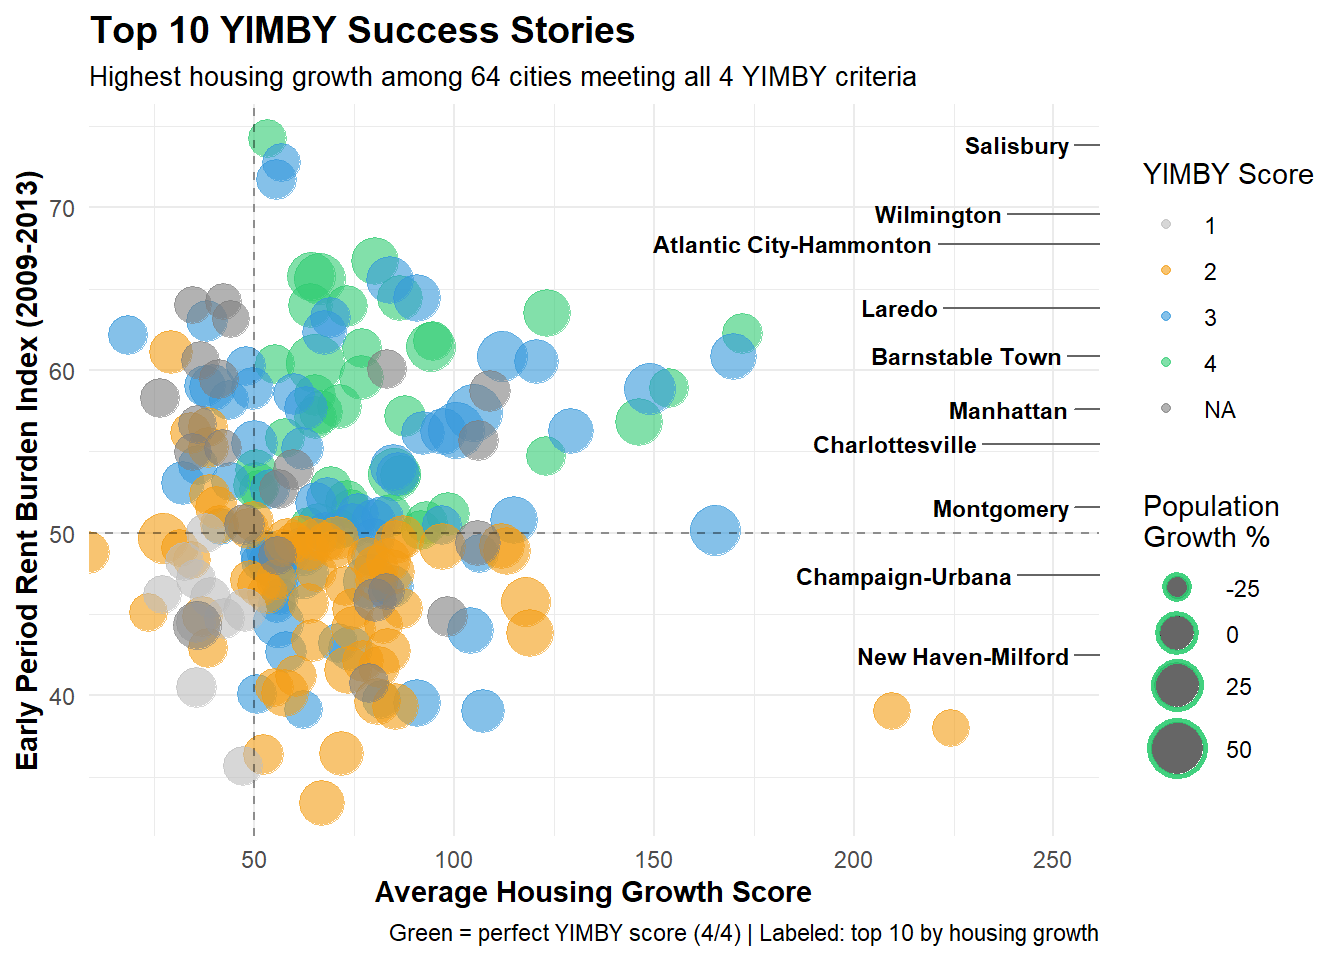 Top 10 YIMBY Success Stories
Highest housing growth among 64 cities meeting all 4 YIMBY criteria
Early Period Rent Burden Index (2009-2013)
70
60
50
40
Salisbury
Wilmington
Atlantic City-Hammonton
Laredo
Barnstable Town
Manhattan
Charlottesville
Montgomery
Champaign-Urbana
New Haven-Milford
50
100
150
200
250
Average Housing Growth Score
Green = perfect YIMBY score (4/4) | Labeled: top 10 by housing growth
YIMBY Score
1
2
3
4
NA
Population
Growth %
-25
0
25
50